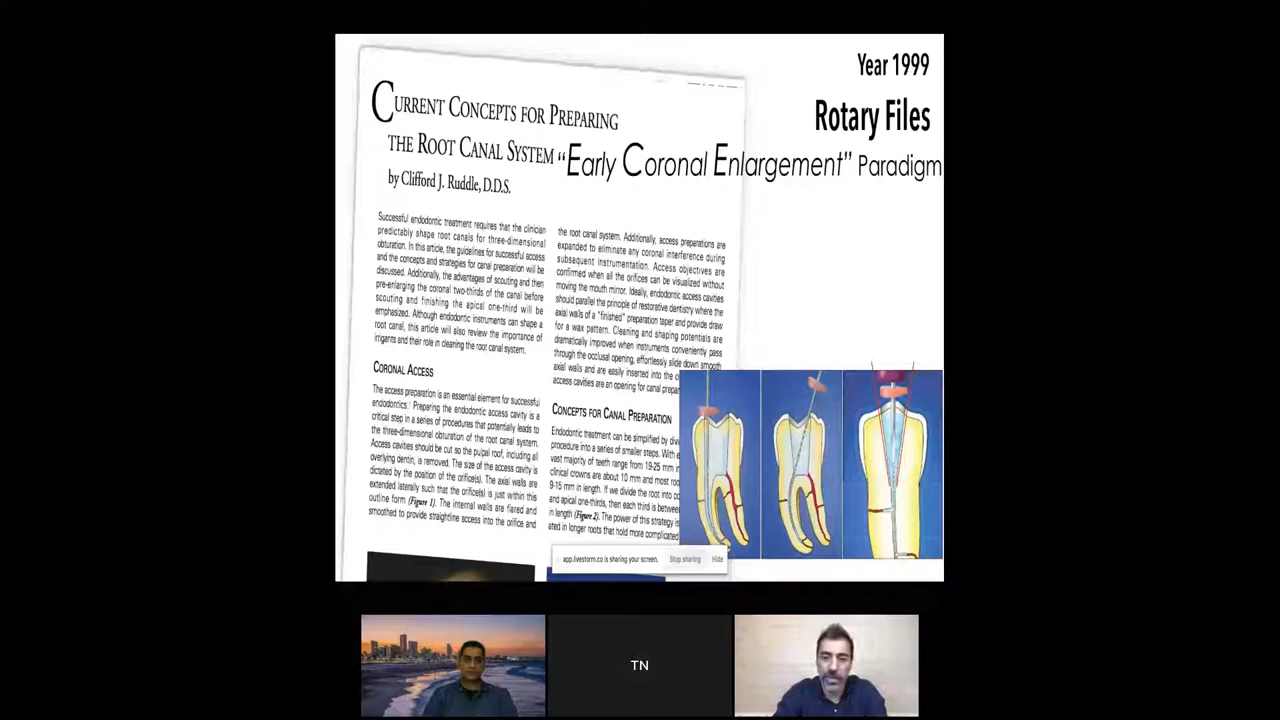 Year 1999
Rotary Files
"Early Coronal Enlargement" Paradigm
CURRENT CONCEPTS FOR PREPARING
THE ROOT CANAL SYSTEM
by Clifford J. Ruddle, D.D.S.
Successful endodontic treatment requires that the clinician
predictably shape root canals for three-dimensional
obturation. In this article, the guidelines for successful access
and the concepts and strategies for canal preparation will be
discussed. Additionally, the advantages of scouting and then
pre-enlarging the coronal two-thirds of the canal before
scouting and finishing the apical one-third will be
emphasized. Although endodontic instruments can shape a
root canal, this article will also review the importance of
irrigants and their role in cleaning the root canal system.
CORONAL ACCESS
The access preparation is an essential element for successful
endodontics. Preparing the endodontic access cavity is a
critical step in a series of procedures that potentially leads to
the three-dimensional obturation of the root canal system.
Access cavities should be cut so the pulpal roof, including all
overlying dentin, is removed. The size of the access cavity is
dictated by the position of the orifice(s). The axial walls are
extended laterally such that the orifice(s) is just within this
outline form (Figure 1). The internal walls are flared and
smoothed to provide straightline access into the orifice and
the root canal system. Additionally, access preparations are
expanded to eliminate any coronal interference during
subsequent instrumentation. Access objectives are
confirmed when all the orifices can be visualized without
moving the mouth mirror. Ideally, endodontic access cavities
should parallel the principle of restorative dentistry where the
axial walls of a "finished" preparation taper and provide draw
for a wax pattern. Cleaning and shaping potentials are
dramatically improved when instruments conveniently pass
through the occlusal opening, effortlessly slide down smooth
axial walls and are easily inserted into the o
access cavities are an opening for canal prepar
CONCEPTS FOR CANAL PREPARATION
Endodontic treatment can be simplified by divi
procedure into a series of smaller steps. With e
vast majority of teeth range from 19-25 mm in
clinical crowns are about 10 mm and most roo
9-15 mm in length. If we divide the root into co
and apical one-thirds, then each third is between
in length (Figure 2). The power of this strategy is
ated in longer roots that hold more complicated
app.livestorm.co is sharing your screen.
Stop sharing
Hide
TN